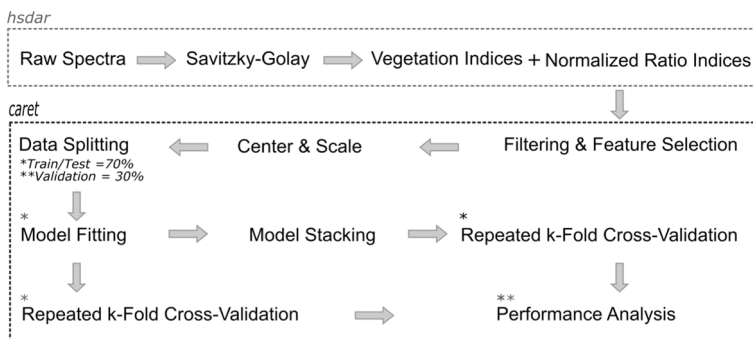 hsdar
Raw Spectra Savitzky-Golay Vegetation Indices + Normalized Ratio Indices
caret
Data Splitting Center & Scale Filtering & Feature Selection
*Train/Test =70%
**Validation = 30%
* *
Model Fitting Model Stacking Repeated k-Fold Cross-Validation
* **
Repeated k-Fold Cross-Validation Performance Analysis